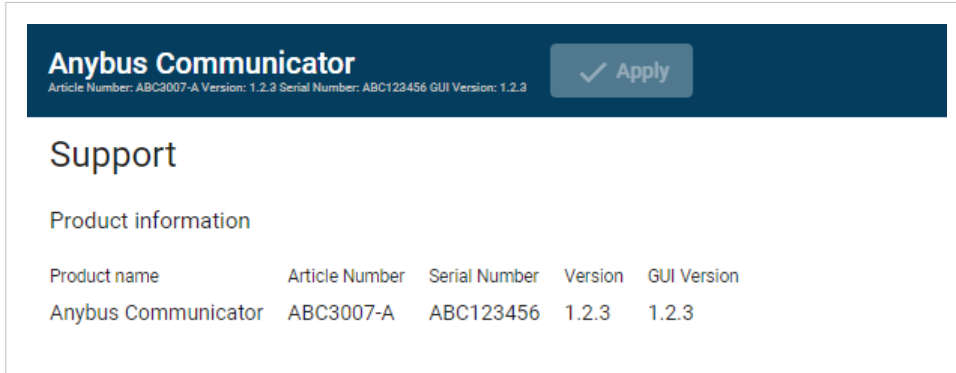 Anybus Communicator
Article Number: ABC3007-A Version: 1.2.3 Serial Number: ABC123456 GUI Version: 1.2.3
Apply
Support
Product information
Product name Article Number Serial Number Version GUI Version
Anybus Communicator ABC3007-A ABC123456 1.2.3 1.2.3